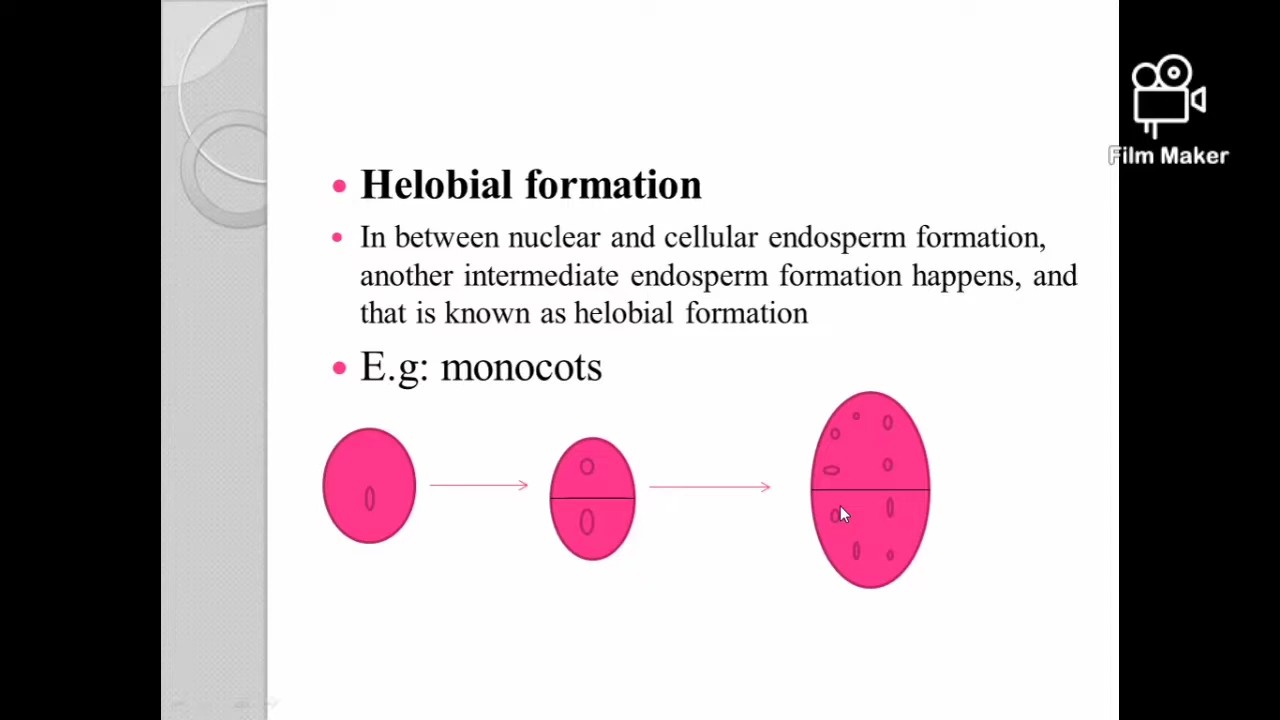 Film Maker
Helobial formation
In between nuclear and cellular endosperm formation,
another intermediate endosperm formation happens, and
that is known as helobial formation
E.g: monocots